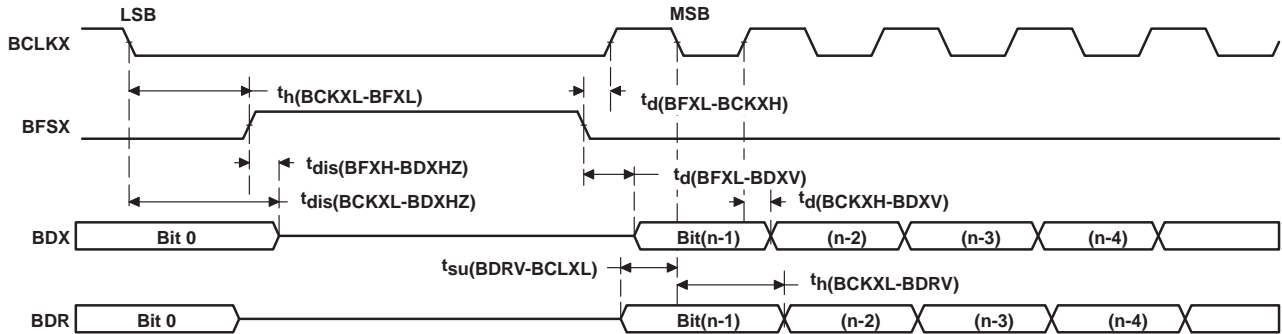 LSB MSB
BCLKX
th(BCKXL-BFXL) td(BFXL-BCKXH)
BFSX
tdis(BFXH-BDXHZ) td(BFXL-BDXV)
tdis(BCKXL-BDXHZ) td(BCKXH-BDXV)
BDX Bit 0 Bit(n-1) (n-2) (n-3) (n-4)
tsu(BDRV-BCLXL) th(BCKXL-BDRV)
BDR Bit 0 Bit(n-1) (n-2) (n-3) (n-4)